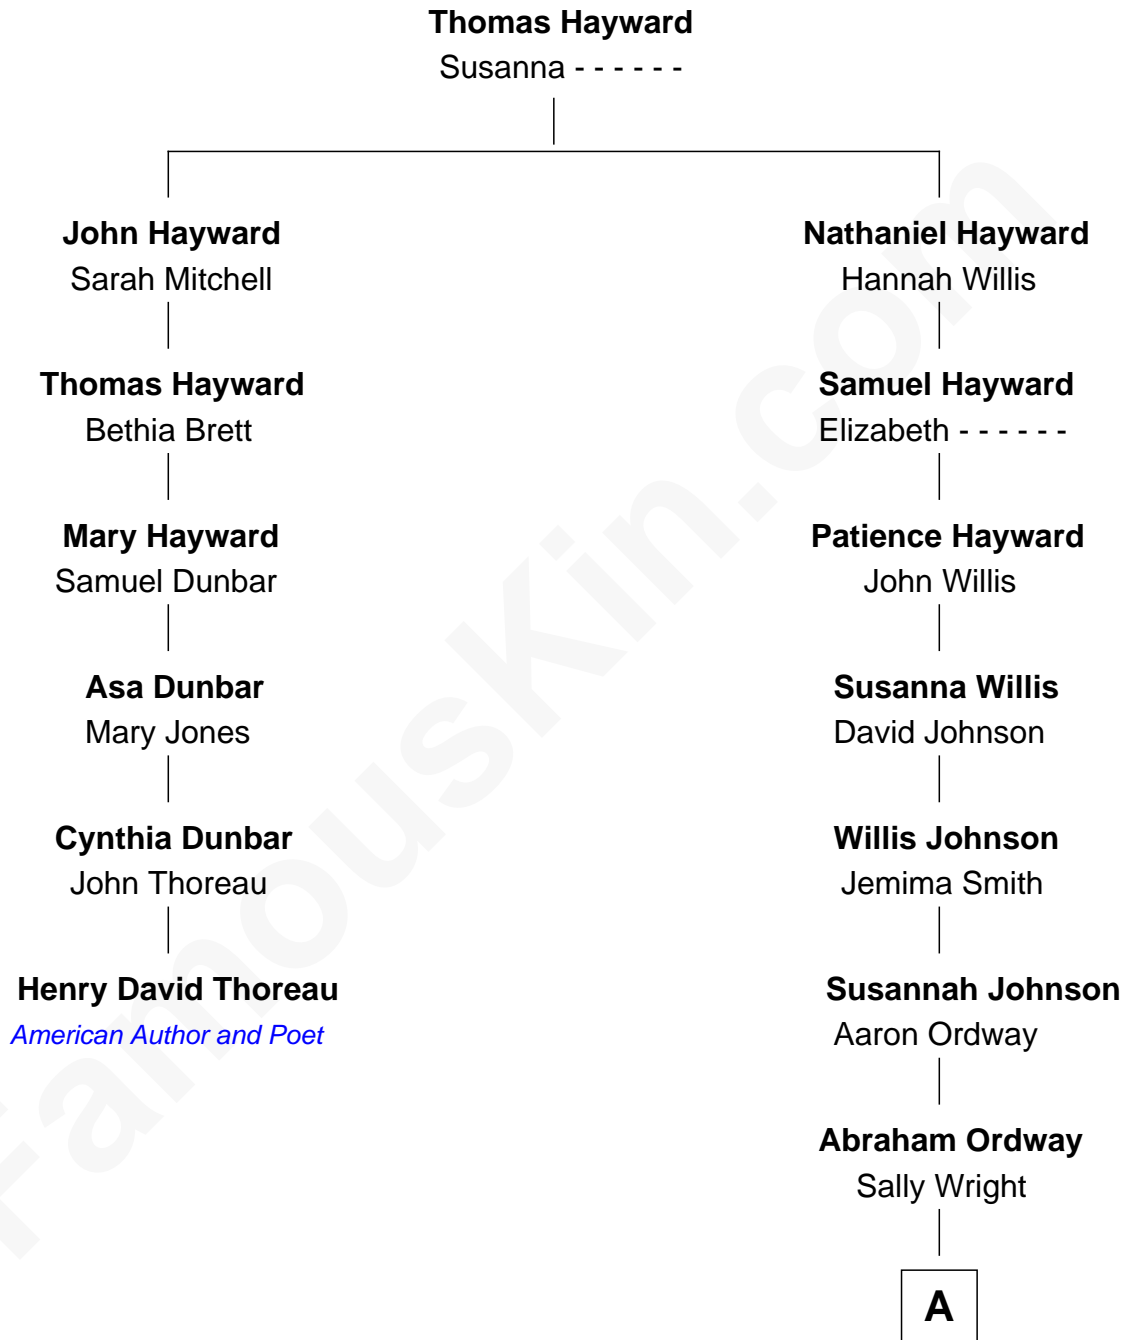 Thomas Hayward
Susanna - - - - - -
John Hayward
Sarah Mitchell
Thomas Hayward
Bethia Brett
Mary Hayward
Samuel Dunbar
Asa Dunbar
Mary Jones
Cynthia Dunbar
John Thoreau
Henry David Thoreau
American Author and Poet
Nathaniel Hayward
Hannah Willis
Samuel Hayward
Elizabeth - - - - - -
Patience Hayward
John Willis
Susanna Willis
David Johnson
Willis Johnson
Jemima Smith
Susannah Johnson
Aaron Ordway
Abraham Ordway
Sally Wright
A
FamousKin.com